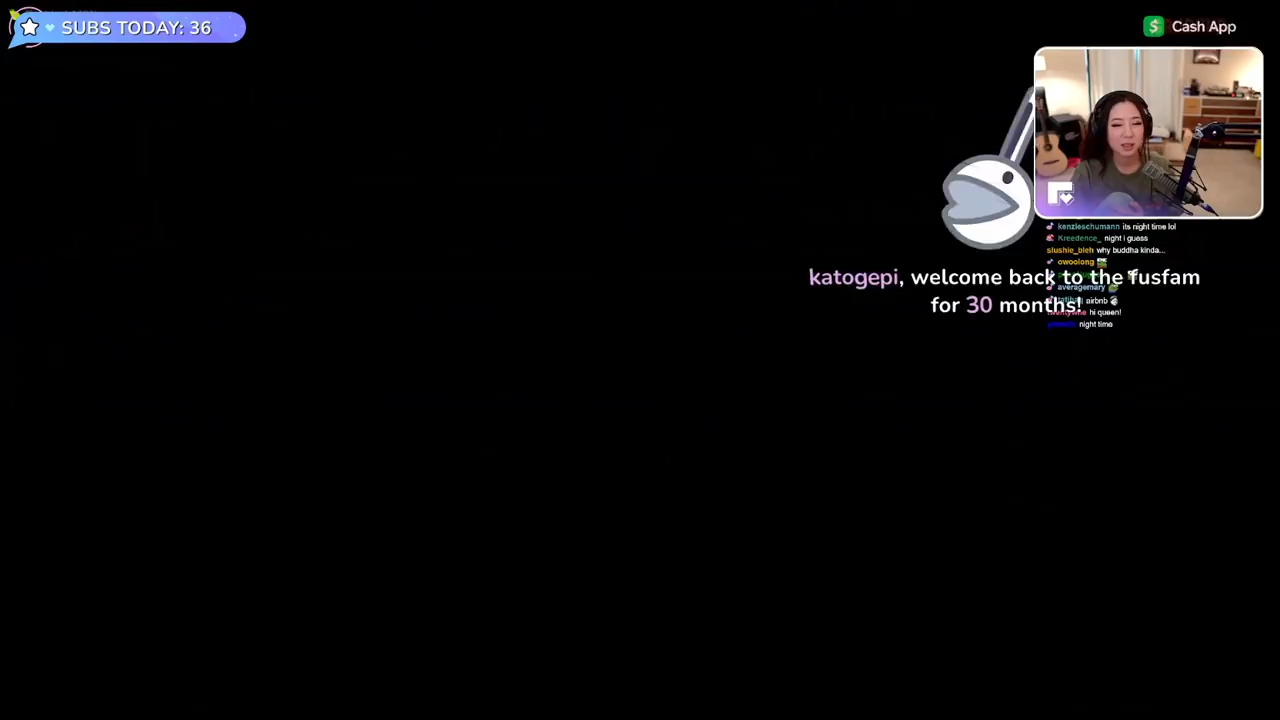 SUBS TODAY: 36
Cash App
kenzieschumann its night time lol
Kreedence_ night i guess
slushie_bleh why buddha kinda...
owoolong
katogepi, welcome back to the fusfam
averagemary
for 30 months!
airbnb
hi queen!
night time